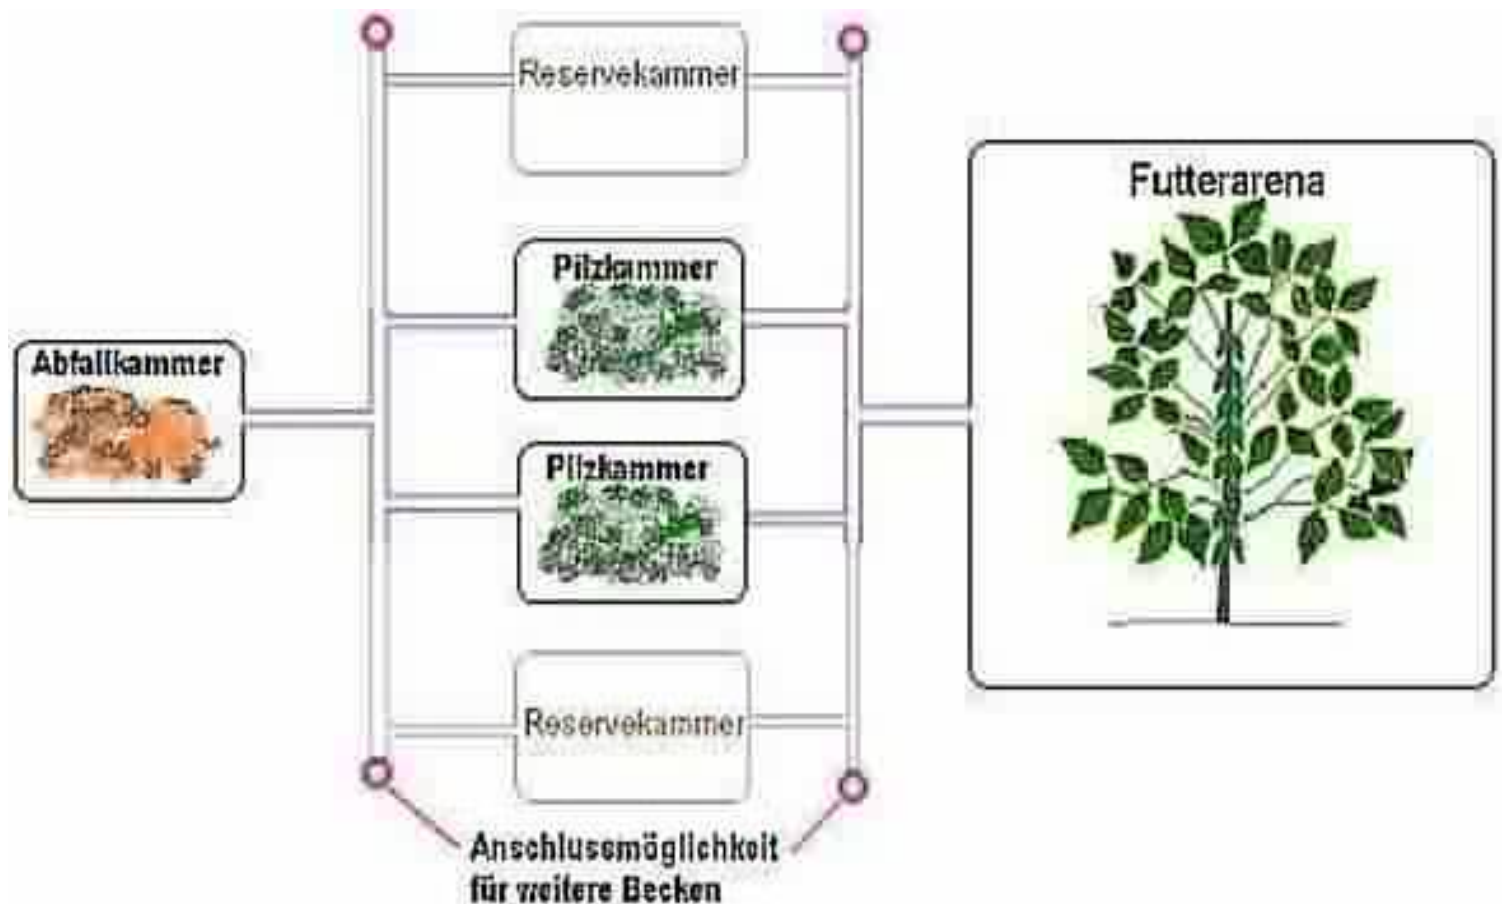 Reservekammer
Futterarena
Pilzkammer
Abfallkammer
Pilzkammer
Reservekammer
Anschlussmöglichkeit
für weitere Becken